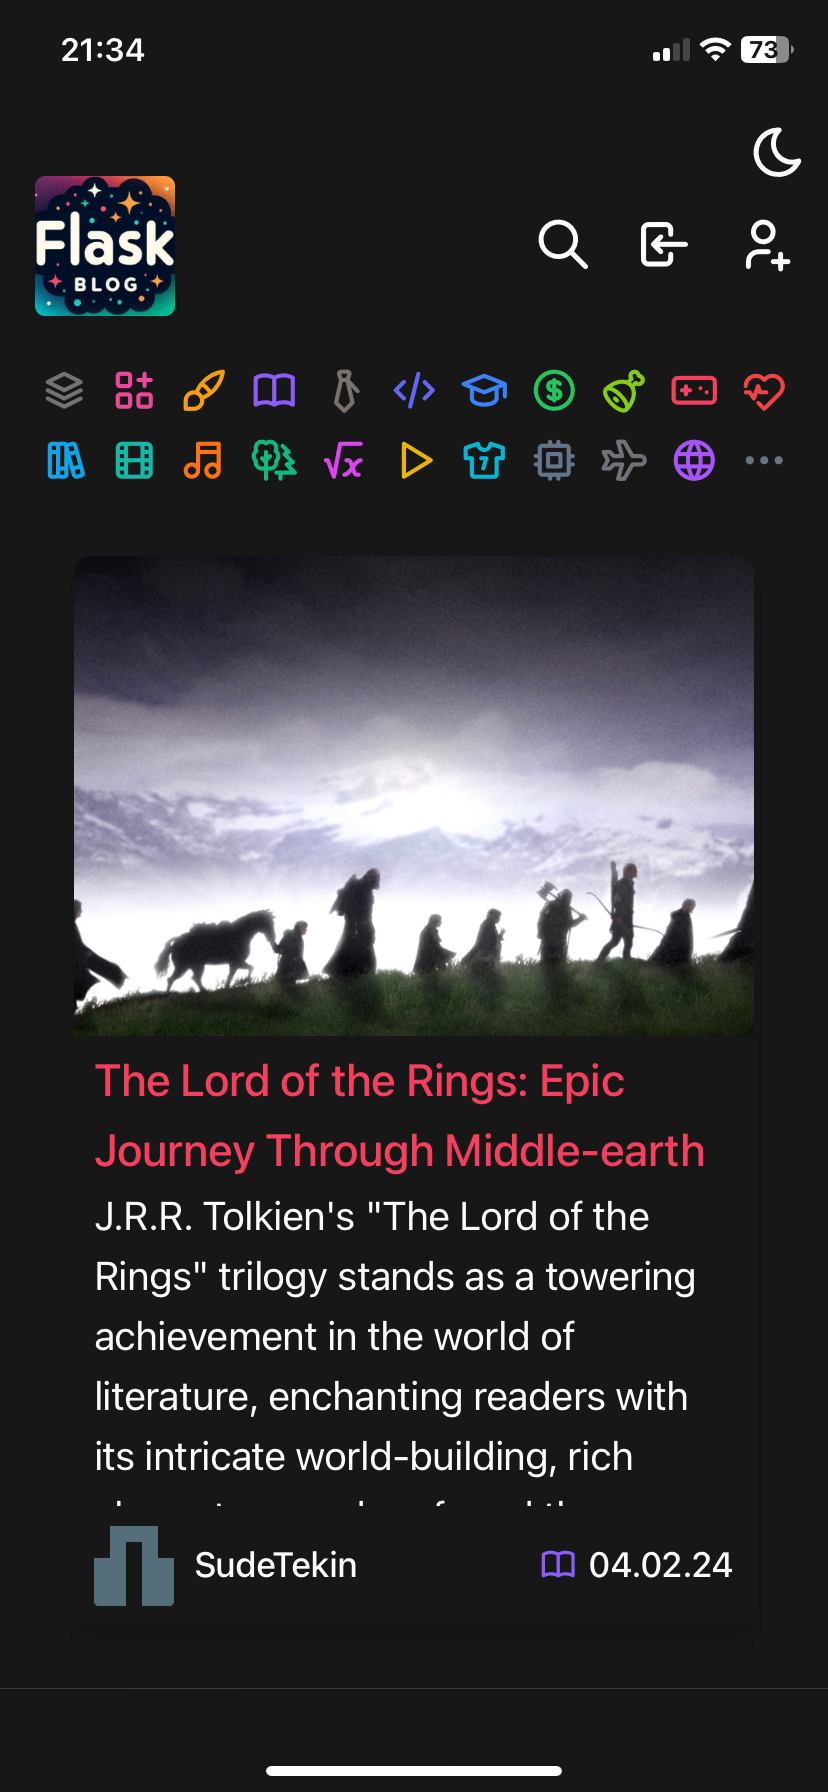 21:34
73
Flask
BLOG
The Lord of the Rings: Epic
Journey Through Middle-earth
J.R.R. Tolkien's "The Lord of the
Rings" trilogy stands as a towering
achievement in the world of
literature, enchanting readers with
its intricate world-building, rich
SudeTekin
04.02.24